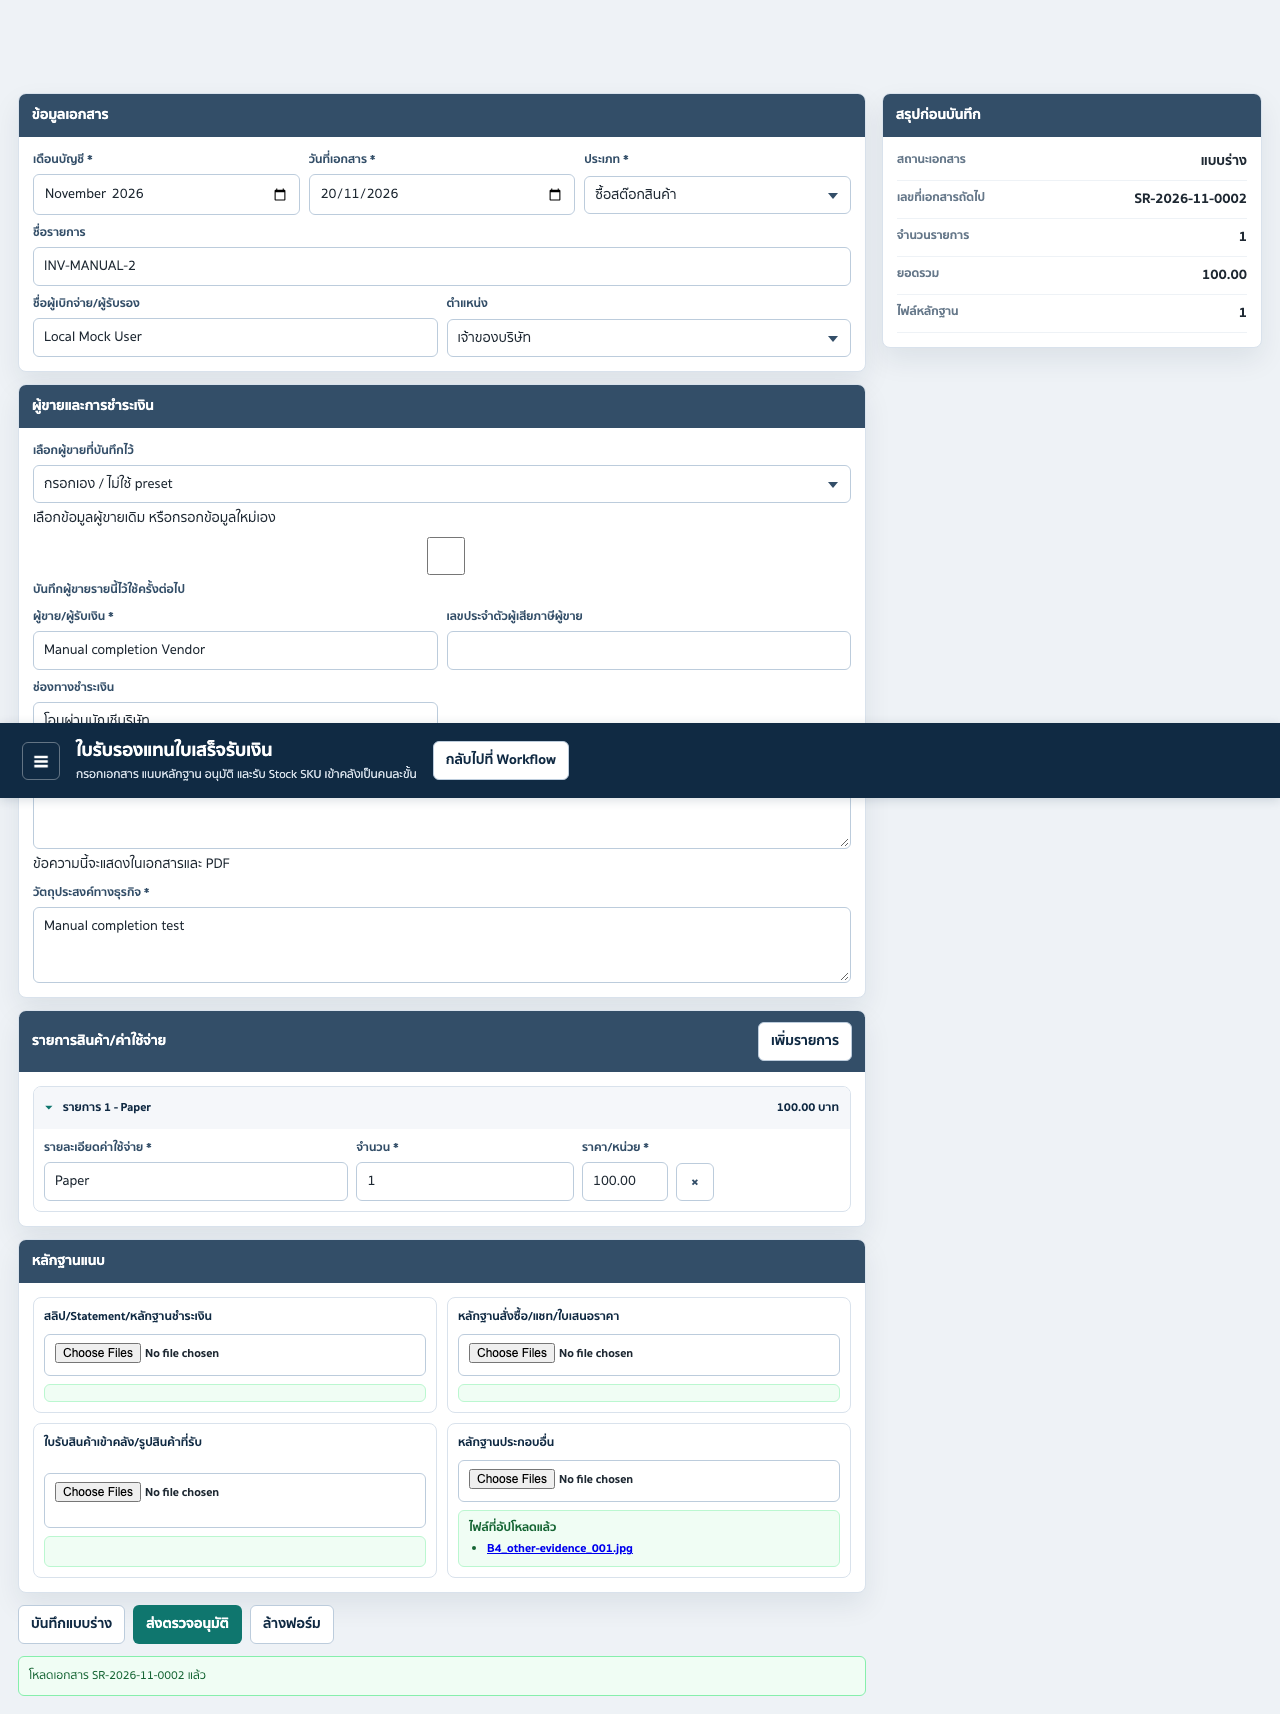 ข้อมูลเอกสาร
เดือนบัญชี *
วันที่เอกสาร *
ประเภท *
November 2026
20/11/2026
ซื้อสต๊อกสินค้า
ชื่อรายการ
INV-MANUAL-2
ชื่อผู้เบิกจ่าย/ผู้รับรอง
ตำแหน่ง
Local Mock User
เจ้าของบริษัท
สรุปก่อนบันทึก
สถานะเอกสาร
แบบร่าง
เลขที่เอกสารถัดไป
SR-2026-11-0002
จำนวนรายการ
1
ยอดรวม
100.00
ไฟล์หลักฐาน
1
ผู้ขายและการชำระเงิน
เลือกผู้ขายที่บันทึกไว้
กรอกเอง / ไม่ใช้ preset
เลือกข้อมูลผู้ขายเดิม หรือกรอกข้อมูลใหม่เอง
บันทึกผู้ขายรายนี้ไว้ใช้ครั้งต่อไป
ผู้ขาย/ผู้รับเงิน *
เลขประจำตัวผู้เสียภาษีผู้ขาย
Manual completion Vendor
ช่องทางชำระเงิน
โอนผ่านบัญชีบริษัท
ใบรับรองแทนใบเสร็จรับเงิน
กรอกเอกสาร แนบหลักฐาน อนุมัติ และรับ Stock SKU เข้าคลังเป็นคนละขั้น
กลับไปที่ Workflow
ข้อความนี้จะแสดงในเอกสารและ PDF
วัตถุประสงค์ทางธุรกิจ *
Manual completion test
รายการสินค้า/ค่าใช้จ่าย
เพิ่มรายการ
รายการ 1 - Paper
100.00 บาท
รายละเอียดค่าใช้จ่าย *
จำนวน *
ราคา/หน่วย *
Paper
1
100.00
×
หลักฐานแนบ
สลิป/Statement/หลักฐานชำระเงิน
Choose Files No file chosen
หลักฐานสั่งซื้อ/แชท/ใบเสนอราคา
Choose Files No file chosen
ใบรับสินค้าเข้าคลัง/รูปสินค้าที่รับ
Choose Files No file chosen
หลักฐานประกอบอื่น
Choose Files No file chosen
ไฟล์ที่อัปโหลดแล้ว
• B4_other-evidence_001.jpg
บันทึกแบบร่าง
ส่งตรวจอนุมัติ
ล้างฟอร์ม
โหลดเอกสาร SR-2026-11-0002 แล้ว